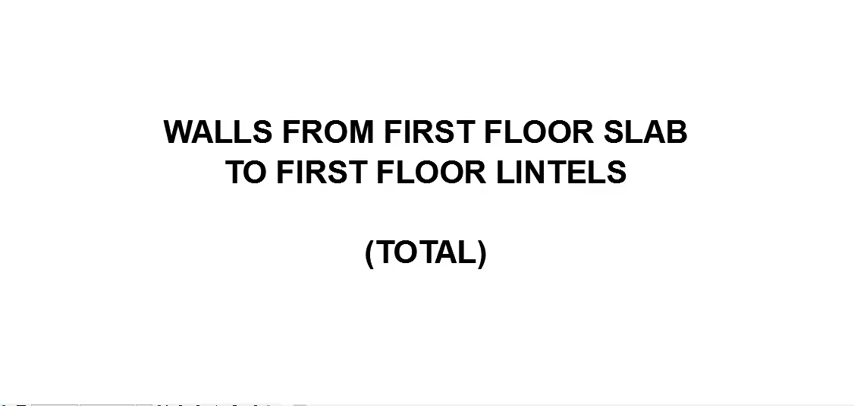 WALLS FROM FIRST FLOOR SLAB
TO FIRST FLOOR LINTELS
(TOTAL)